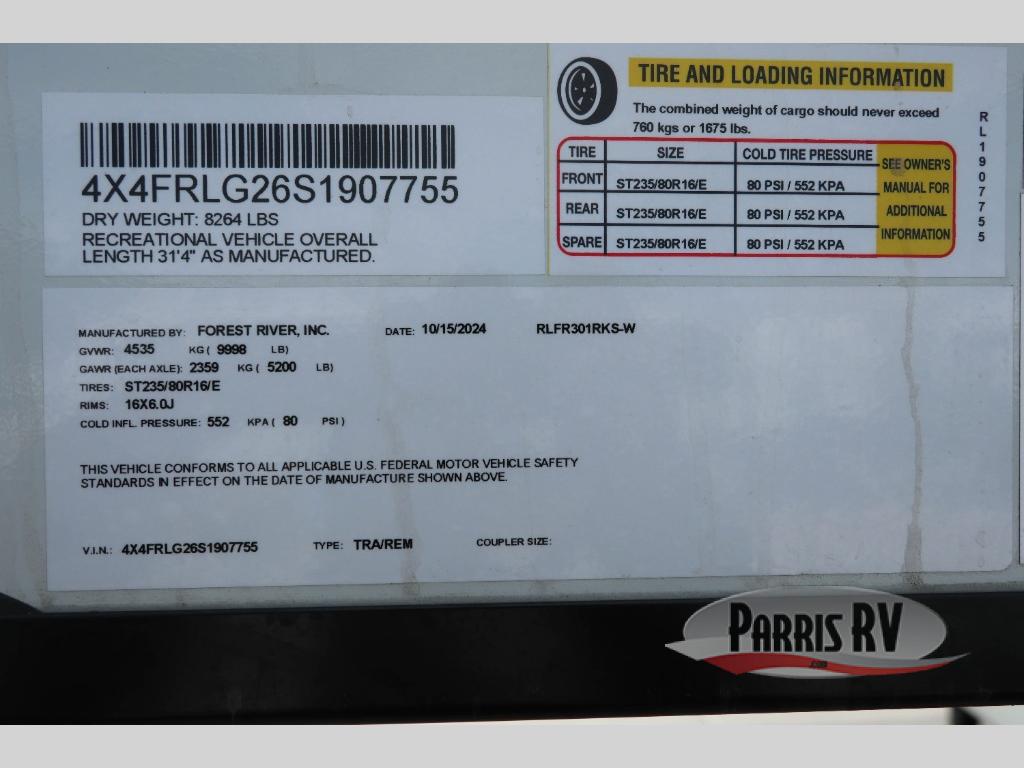 4X4FRLG26S1907755
DRY WEIGHT: 8264 LBS
RECREATIONAL VEHICLE OVERALL
LENGTH 31'4" AS MANUFACTURED.
TIRE AND LOADING INFORMATION
The combined weight of cargo should never exceed
760 kgs or 1675 lbs.
TIRE SIZE COLD TIRE PRESSURE
FRONT ST235/80R16/E 80 PSI / 552 KPA
REAR ST235/80R16/E 80 PSI / 552 KPA
SPARE ST235/80R16/E 80 PSI / 552 KPA
SEE OWNER'S
MANUAL FOR
ADDITIONAL
INFORMATION
RL1907755
MANUFACTURED BY: FOREST RIVER, INC. DATE: 10/15/2024 RLFR301RKS-W
GVWR: 4535 KG ( 9998 LB)
GAWR (EACH AXLE): 2359 KG ( 5200 LB)
TIRES: ST235/80R16/E
RIMS: 16X6.0J
COLD INFL. PRESSURE: 552 KPA ( 80 PSI )
THIS VEHICLE CONFORMS TO ALL APPLICABLE U.S. FEDERAL MOTOR VEHICLE SAFETY
STANDARDS IN EFFECT ON THE DATE OF MANUFACTURE SHOWN ABOVE.
V.I.N.: 4X4FRLG26S1907755 TYPE: TRA/REM COUPLER SIZE:
PARRIS RV
.com